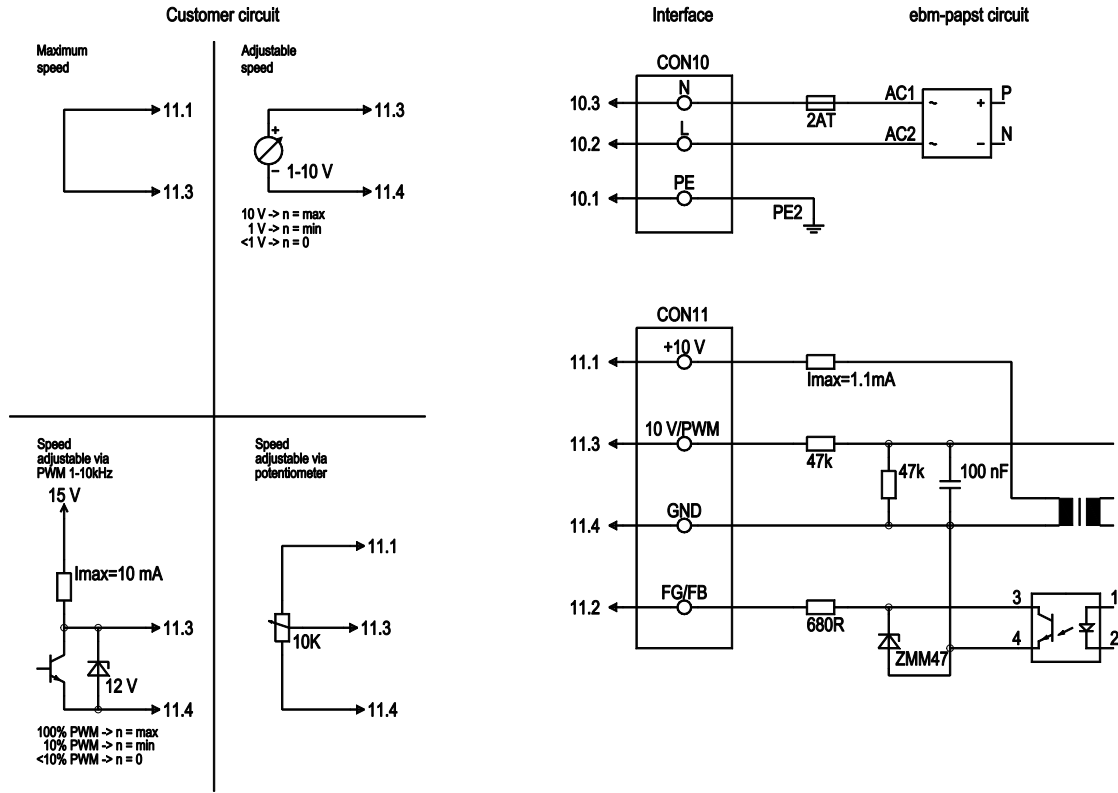 Customer circuit
Interface
ebm-papst circuit
Maximum
speed
11.1
11.3
Adjustable
speed
11.3
+
1-10 V
−
11.4
10 V -> n = max
1 V -> n = min
<1 V -> n = 0
Speed
adjustable via
PWM 1-10kHz
15 V
Imax=10 mA
11.3
12 V
11.4
100% PWM -> n = max
10% PWM -> n = min
<10% PWM -> n = 0
Speed
adjustable via
potentiometer
11.1
11.3
10K
11.4
CON10
10.3
N
2AT
AC1
~
+
P
10.2
L
AC2
~
−
N
10.1
PE
PE2
CON11
11.1
+10 V
Imax=1.1mA
11.3
10 V/PWM
47k
47k
100 nF
11.4
GND
11.2
FG/FB
680R
ZMM47
3
4
1
2